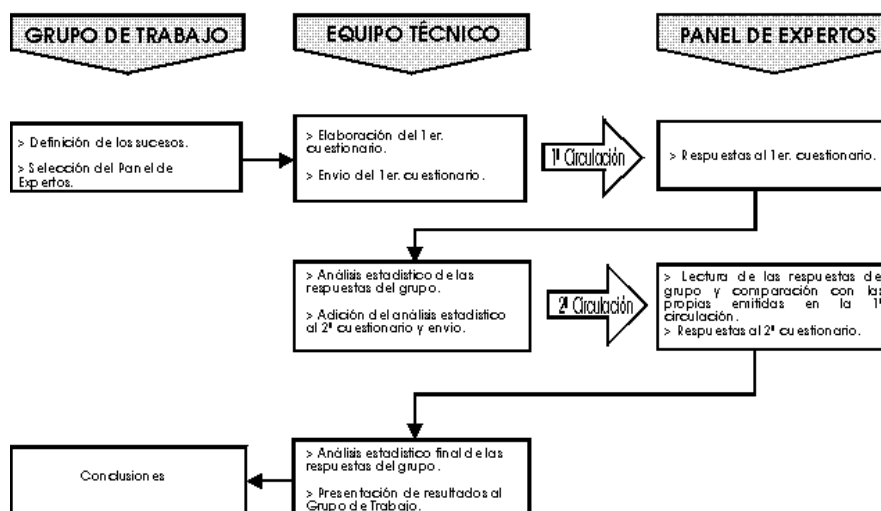 GRUPO DE TRABAJO
EQUIPO TÉCNICO
PANEL DE EXPERTOS
> Definición de los sucesos.
> Selección del Panel de
Expertos.
> Elaboración del 1er.
cuestionario.
> Envio del 1er. cuestionario.
1ª Circulación
> Respuestas al 1er. cuestionario.
> Análisis estadístico de las
respuestas del grupo.
> Adición del análisis estadístico
al 2º cuestionario y envio.
2ª Circulación
> Lectura de las respuestas de
grupo y comparación con las
propias emitidas en la 1ª
circulación.
> Respuestas al 2º cuestionario.
Conclusiones
> Análisis estadístico final de las
respuestas del grupo.
> Presentación de resultados al
Grupo de Trabajo.